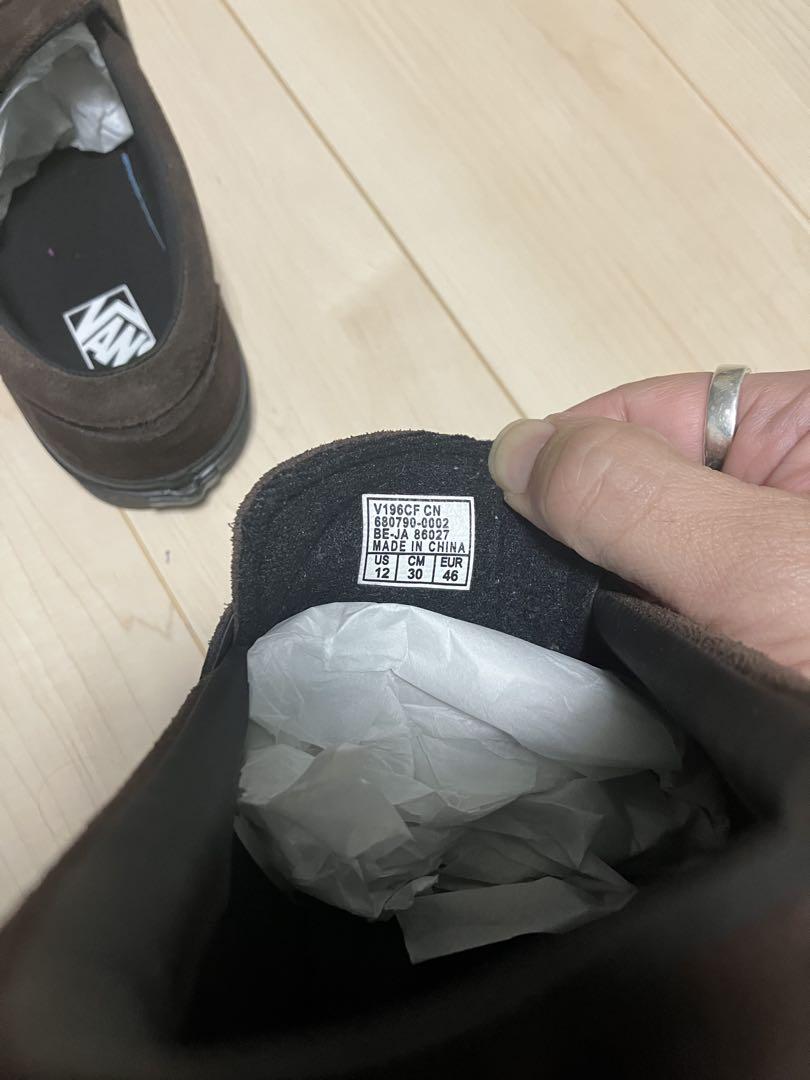 VANS
V196CF CN
680790-0002
BE-JA 86027
MADE IN CHINA
US CM EUR
12 30 46